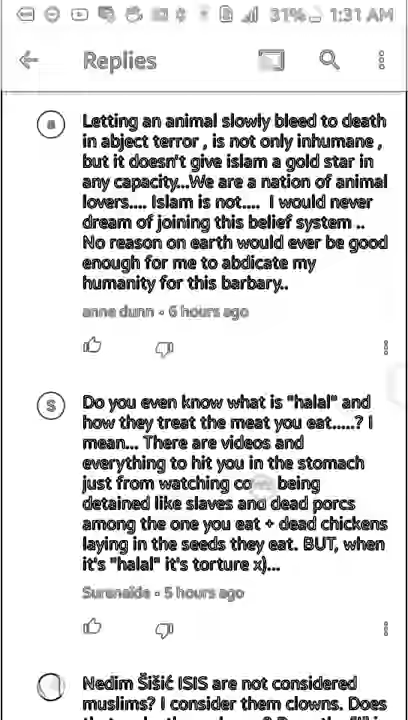 31% 1:31 AM
Replies
a
Letting an animal slowly bleed to death
in abject terror , is not only inhumane ,
but it doesn't give islam a gold star in
any capacity...We are a nation of animal
lovers.... Islam is not.... I would never
dream of joining this belief system ..
No reason on earth would ever be good
enough for me to abdicate my
humanity for this barbary..
anne dunn • 6 hours ago
S
Do you even know what is "halal" and
how they treat the meat you eat.....? I
mean... There are videos and
everything to hit you in the stomach
just from watching being
detained like slaves and dead porcs
among the one you eat + dead chickens
laying in the seeds they eat. BUT, when
it's "halal" it's torture x)...
5 hours ago
Nedim Šišić ISIS are not considered
muslims? I consider them clowns. Does